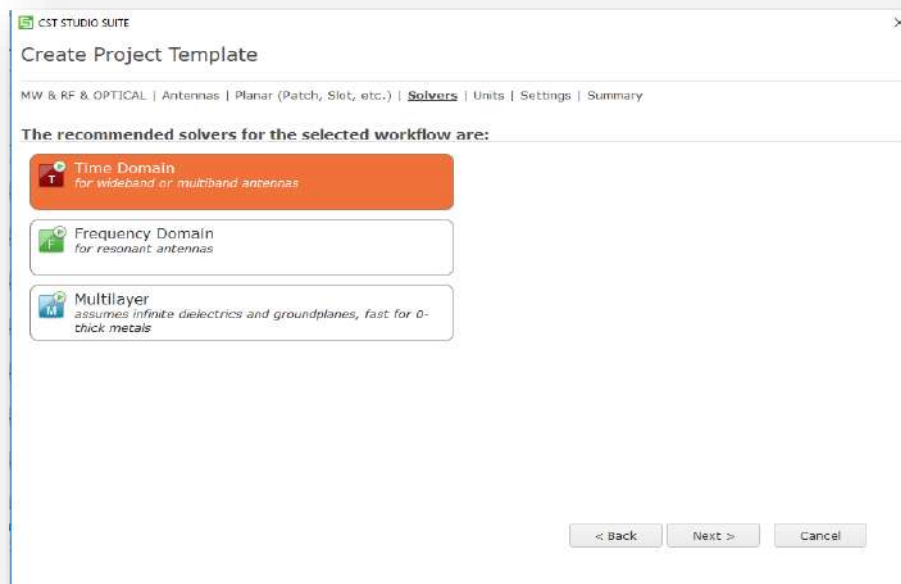 CST STUDIO SUITE
Create Project Template
MW & RF & OPTICAL | Antennas | Planar (Patch, Slot, etc.) | Solvers | Units | Settings | Summary
The recommended solvers for the selected workflow are:
T
Time Domain
for wideband or multiband antennas
F
Frequency Domain
for resonant antennas
M
Multilayer
assumes infinite dielectrics and groundplanes, fast for 0-
thick metals
< Back
Next >
Cancel